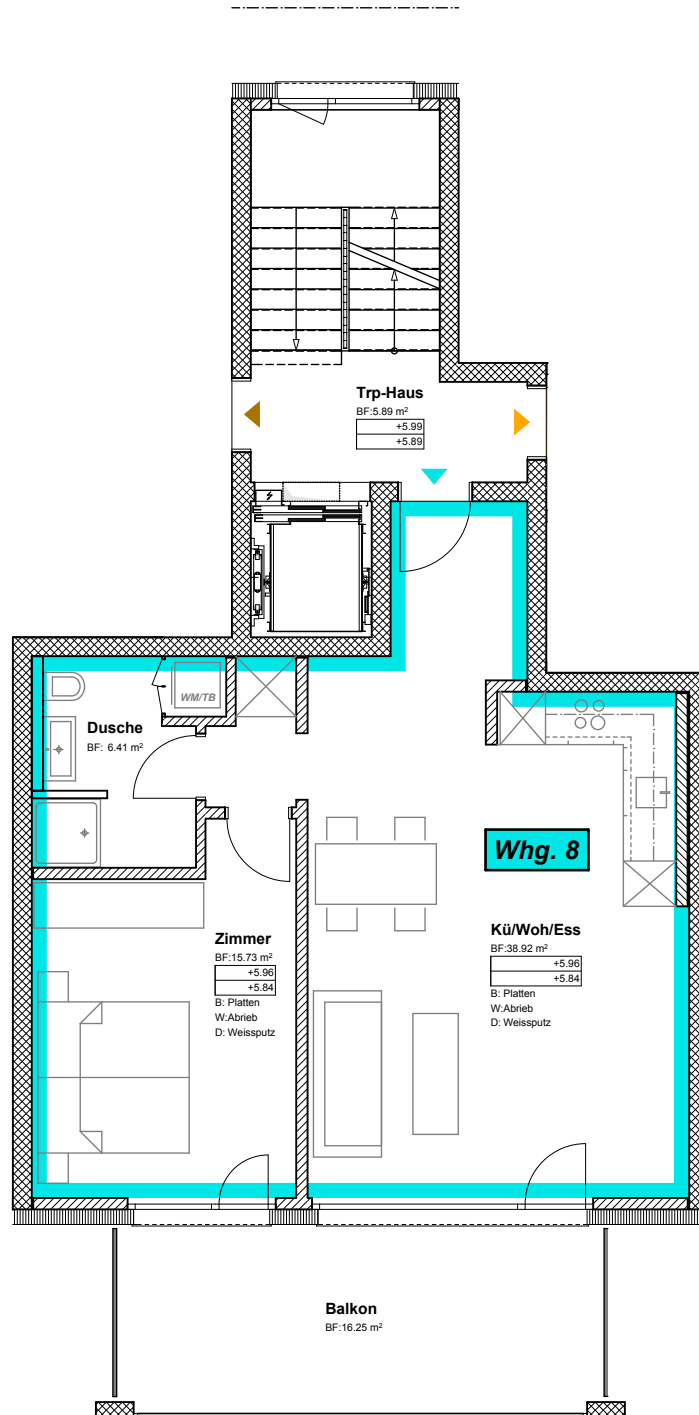 Trp-Haus
BF:5.89 m²
+5.99
+5.89
WM/TB
Dusche
BF: 6.41 m²
Whg. 8
Zimmer
BF:15.73 m²
+5.96
+5.84
B: Platten
W:Abrieb
D: Weissputz
Kü/Woh/Ess
BF:38.92 m²
+5.96
+5.84
B: Platten
W:Abrieb
D: Weissputz
Balkon
BF:16.25 m²